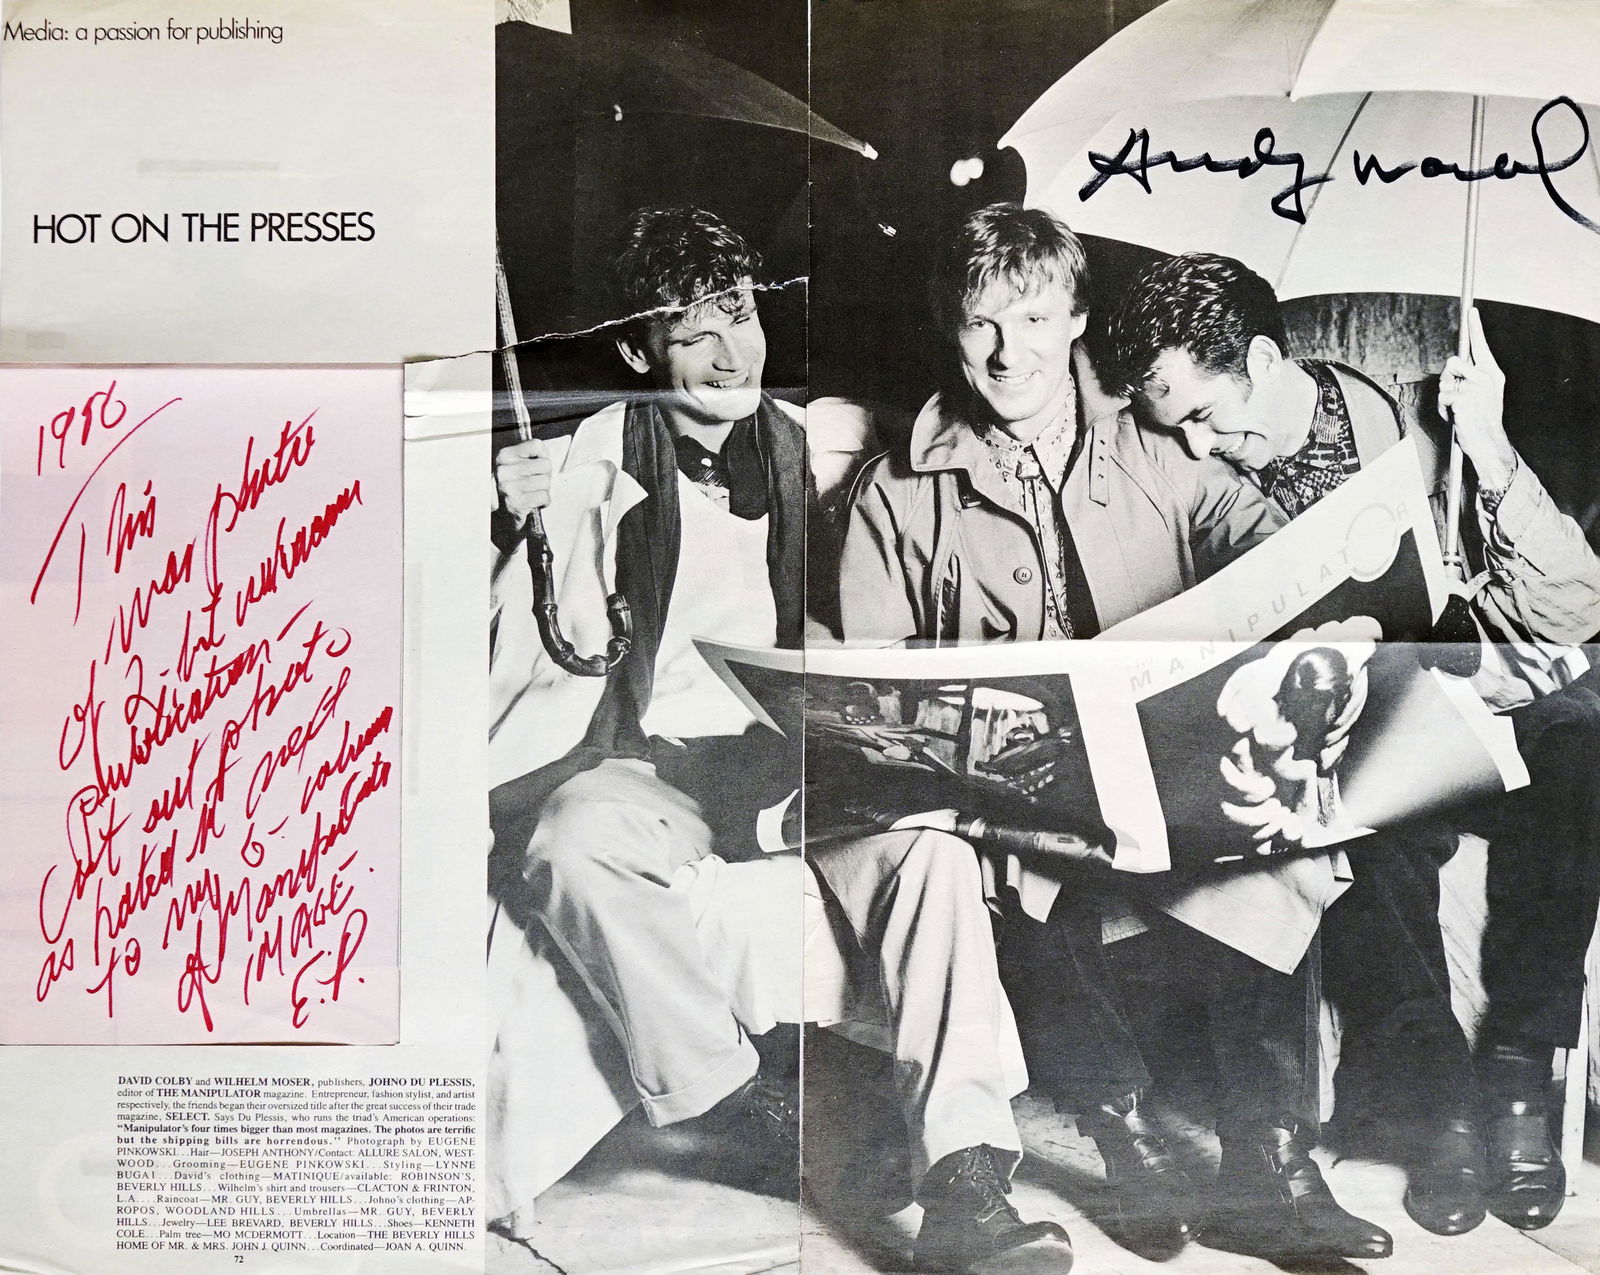 Media: a passion for publishing
HOT ON THE PRESSES
Andy Warhol
1986
This
was photo
of 2-but unknown
publication —
Cut out photo
as pasted it next
to my 6- column
of Manipulator
IMAGE —
E.P.
THE
MANIPULATOR
DAVID COLBY and WILHELM MOSER, publishers, JOHNO DU PLESSIS,
editor of THE MANIPULATOR magazine. Entrepreneur, fashion stylist, and artist
respectively, the friends began their oversized title after the great success of their trade
magazine, SELECT. Says Du Plessis, who runs the triad's American operations:
"Manipulator's four times bigger than most magazines. The photos are terrific
but the shipping bills are horrendous." Photograph by EUGENE
PINKOWSKI...Hair—JOSEPH ANTHONY/Contact: ALLURE SALON, WEST-
WOOD...Grooming—EUGENE PINKOWSKI...Styling—LYNNE
BUGAI...David's clothing—MATINIQUE/available: ROBINSON'S,
BEVERLY HILLS...Wilhelm's shirt and trousers—CLACTON & FRINTON,
L.A....Raincoat—MR. GUY, BEVERLY HILLS...Johno's clothing—AP-
ROPOS, WOODLAND HILLS...Umbrellas—MR. GUY, BEVERLY
HILLS...Jewelry—LEE BREVARD, BEVERLY HILLS...Shoes—KENNETH
COLE...Palm tree—MO MCDERMOTT...Location—THE BEVERLY HILLS
HOME OF MR. & MRS. JOHN J. QUINN...Coordinated—JOAN A. QUINN.
72